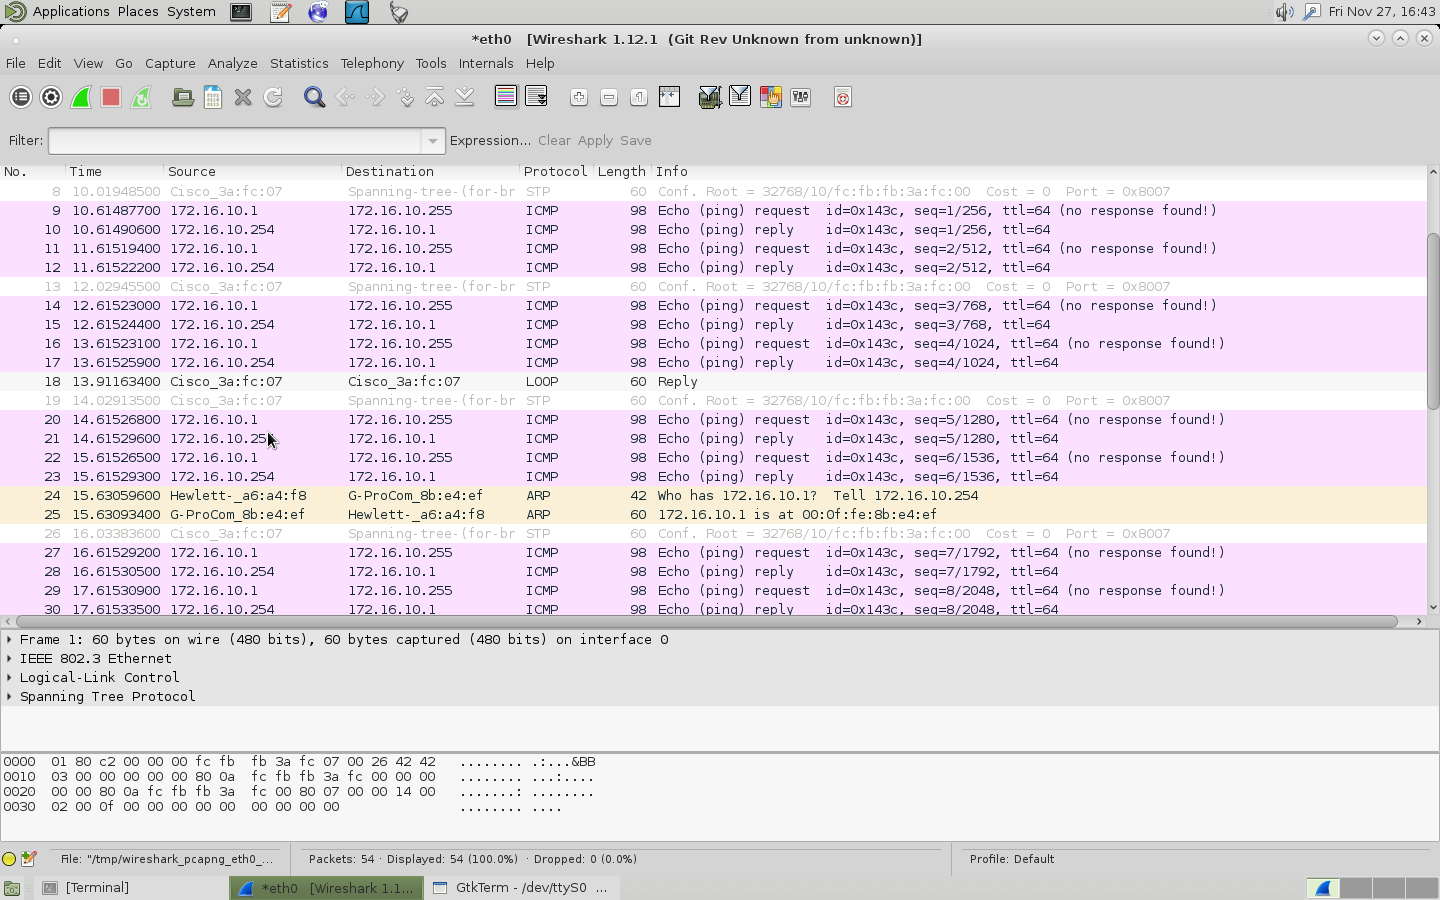 Applications Places System Fri Nov 27, 16:43
*eth0 [Wireshark 1.12.1 (Git Rev Unknown from unknown)]
File Edit View Go Capture Analyze Statistics Telephony Tools Internals Help
Filter: Expression... Clear Apply Save
No. Time Source Destination Protocol Length Info
8 10.01948500 Cisco_3a:fc:07 Spanning-tree-(for-br STP 60 Conf. Root = 32768/10/fc:fb:fb:3a:fc:00 Cost = 0 Port = 0x8007
9 10.61487700 172.16.10.1 172.16.10.255 ICMP 98 Echo (ping) request id=0x143c, seq=1/256, ttl=64 (no response found!)
10 10.61490600 172.16.10.254 172.16.10.1 ICMP 98 Echo (ping) reply id=0x143c, seq=1/256, ttl=64
11 11.61519400 172.16.10.1 172.16.10.255 ICMP 98 Echo (ping) request id=0x143c, seq=2/512, ttl=64 (no response found!)
12 11.61522200 172.16.10.254 172.16.10.1 ICMP 98 Echo (ping) reply id=0x143c, seq=2/512, ttl=64
13 12.02945500 Cisco_3a:fc:07 Spanning-tree-(for-br STP 60 Conf. Root = 32768/10/fc:fb:fb:3a:fc:00 Cost = 0 Port = 0x8007
14 12.61523000 172.16.10.1 172.16.10.255 ICMP 98 Echo (ping) request id=0x143c, seq=3/768, ttl=64 (no response found!)
15 12.61524400 172.16.10.254 172.16.10.1 ICMP 98 Echo (ping) reply id=0x143c, seq=3/768, ttl=64
16 13.61523100 172.16.10.1 172.16.10.255 ICMP 98 Echo (ping) request id=0x143c, seq=4/1024, ttl=64 (no response found!)
17 13.61525900 172.16.10.254 172.16.10.1 ICMP 98 Echo (ping) reply id=0x143c, seq=4/1024, ttl=64
18 13.91163400 Cisco_3a:fc:07 Cisco_3a:fc:07 LOOP 60 Reply
19 14.02913500 Cisco_3a:fc:07 Spanning-tree-(for-br STP 60 Conf. Root = 32768/10/fc:fb:fb:3a:fc:00 Cost = 0 Port = 0x8007
20 14.61526800 172.16.10.1 172.16.10.255 ICMP 98 Echo (ping) request id=0x143c, seq=5/1280, ttl=64 (no response found!)
21 14.61529600 172.16.10.25 172.16.10.1 ICMP 98 Echo (ping) reply id=0x143c, seq=5/1280, ttl=64
22 15.61526500 172.16.10.1 172.16.10.255 ICMP 98 Echo (ping) request id=0x143c, seq=6/1536, ttl=64 (no response found!)
23 15.61529300 172.16.10.254 172.16.10.1 ICMP 98 Echo (ping) reply id=0x143c, seq=6/1536, ttl=64
24 15.63059600 Hewlett-_a6:a4:f8 G-ProCom_8b:e4:ef ARP 42 Who has 172.16.10.1? Tell 172.16.10.254
25 15.63093400 G-ProCom_8b:e4:ef Hewlett-_a6:a4:f8 ARP 60 172.16.10.1 is at 00:0f:fe:8b:e4:ef
26 16.03383600 Cisco_3a:fc:07 Spanning-tree-(for-br STP 60 Conf. Root = 32768/10/fc:fb:fb:3a:fc:00 Cost = 0 Port = 0x8007
27 16.61529200 172.16.10.1 172.16.10.255 ICMP 98 Echo (ping) request id=0x143c, seq=7/1792, ttl=64 (no response found!)
28 16.61530500 172.16.10.254 172.16.10.1 ICMP 98 Echo (ping) reply id=0x143c, seq=7/1792, ttl=64
29 17.61530900 172.16.10.1 172.16.10.255 ICMP 98 Echo (ping) request id=0x143c, seq=8/2048, ttl=64 (no response found!)
30 17.61533500 172.16.10.254 172.16.10.1 ICMP 98 Echo (ping) reply id=0x143c, seq=8/2048, ttl=64
Frame 1: 60 bytes on wire (480 bits), 60 bytes captured (480 bits) on interface 0
IEEE 802.3 Ethernet
Logical-Link Control
Spanning Tree Protocol
0000 01 80 c2 00 00 00 fc fb fb 3a fc 07 00 26 42 42 ........ .:...&BB
0010 03 00 00 00 00 00 80 0a fc fb fb 3a fc 00 00 00 ........ ...:....
0020 00 00 80 0a fc fb fb 3a fc 00 80 07 00 00 14 00 .......: ........
0030 02 00 0f 00 00 00 00 00 00 00 00 00 ........ ....
File: "/tmp/wireshark_pcapng_eth0_... Packets: 54 · Displayed: 54 (100.0%) · Dropped: 0 (0.0%) Profile: Default
[Terminal] *eth0 [Wireshark 1.1... GtkTerm - /dev/ttyS0 ...